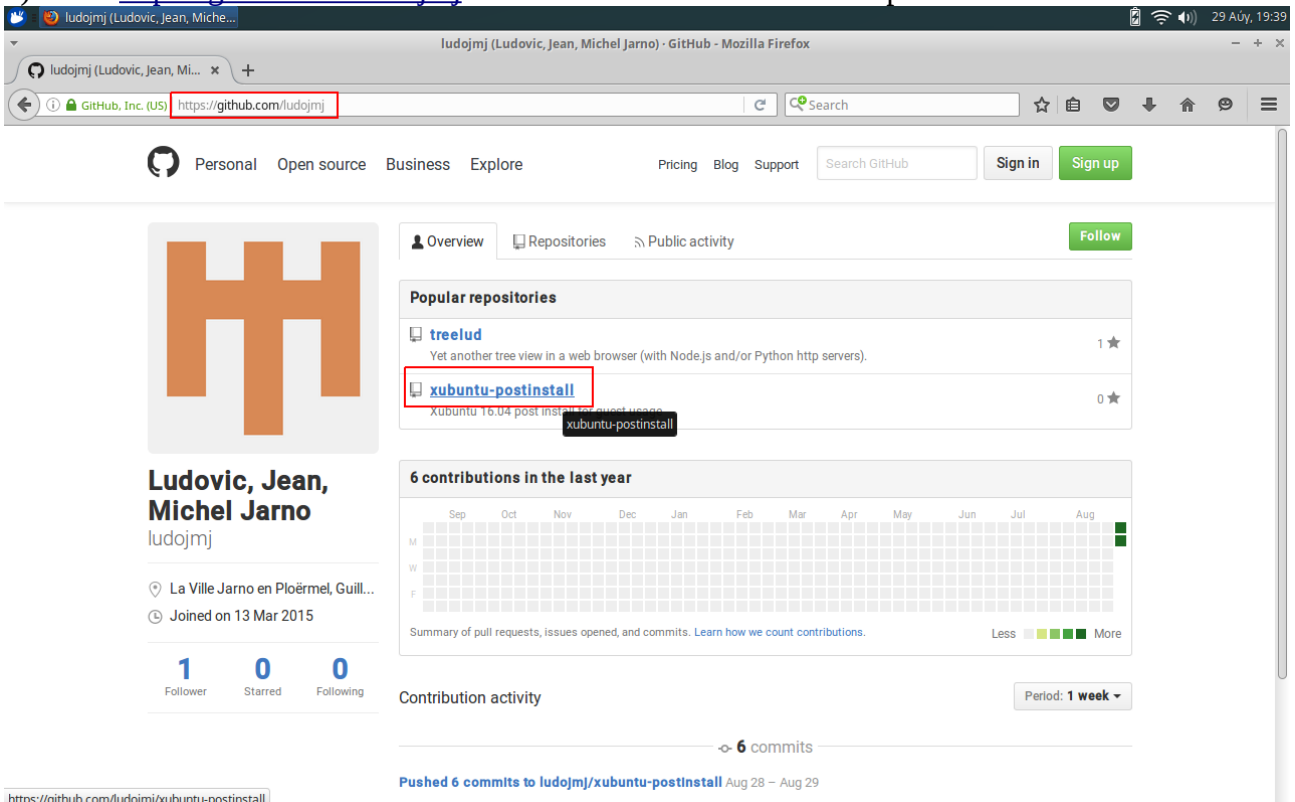 ludojmj (Ludovic, Jean, Miche...
29 Αύγ, 19:39
ludojmj (Ludovic, Jean, Michel Jarno) · GitHub - Mozilla Firefox
ludojmj (Ludovic, Jean, Mi... × +
GitHub, Inc. (US) https://github.com/ludojmj Search
Personal Open source Business Explore Pricing Blog Support Search GitHub Sign in Sign up
Overview Repositories Public activity Follow
Popular repositories
treelud
Yet another tree view in a web browser (with Node.js and/or Python http servers).
1
xubuntu-postinstall
Xubuntu 16.04 post install for guest usage
0
xubuntu-postinstall
Ludovic, Jean,
Michel Jarno
ludojmj
La Ville Jarno en Ploërmel, Guill...
Joined on 13 Mar 2015
1 0 0
Follower Starred Following
6 contributions in the last year
Sep Oct Nov Dec Jan Feb Mar Apr May Jun Jul Aug
M
W
F
Summary of pull requests, issues opened, and commits. Learn how we count contributions. Less More
Contribution activity Period: 1 week
6 commits
Pushed 6 commits to ludojmj/xubuntu-postinstall Aug 28 – Aug 29
https://github.com/ludojmj/xubuntu-postinstall